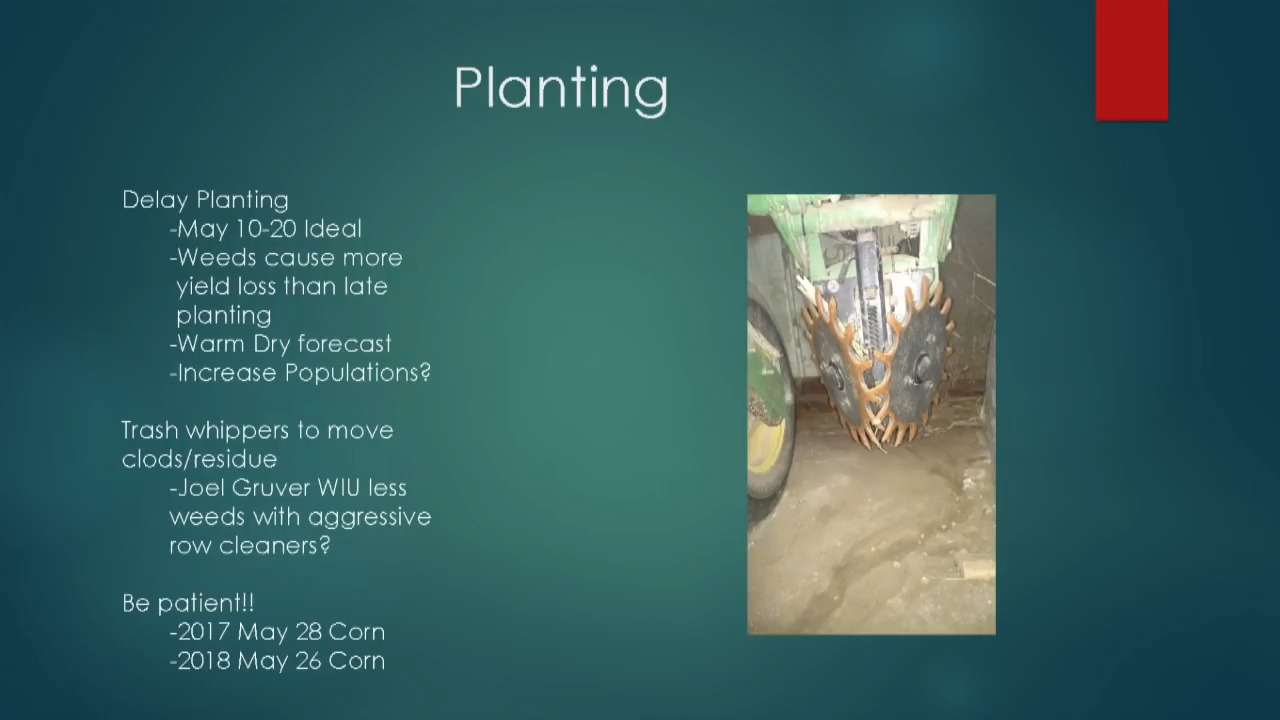 Planting
Delay Planting
-May 10-20 Ideal
-Weeds cause more
yield loss than late
planting
-Warm Dry forecast
-Increase Populations?
Trash whippers to move
clods/residue
-Joel Gruver WIU less
weeds with aggressive
row cleaners?
Be patient!!
-2017 May 28 Corn
-2018 May 26 Corn